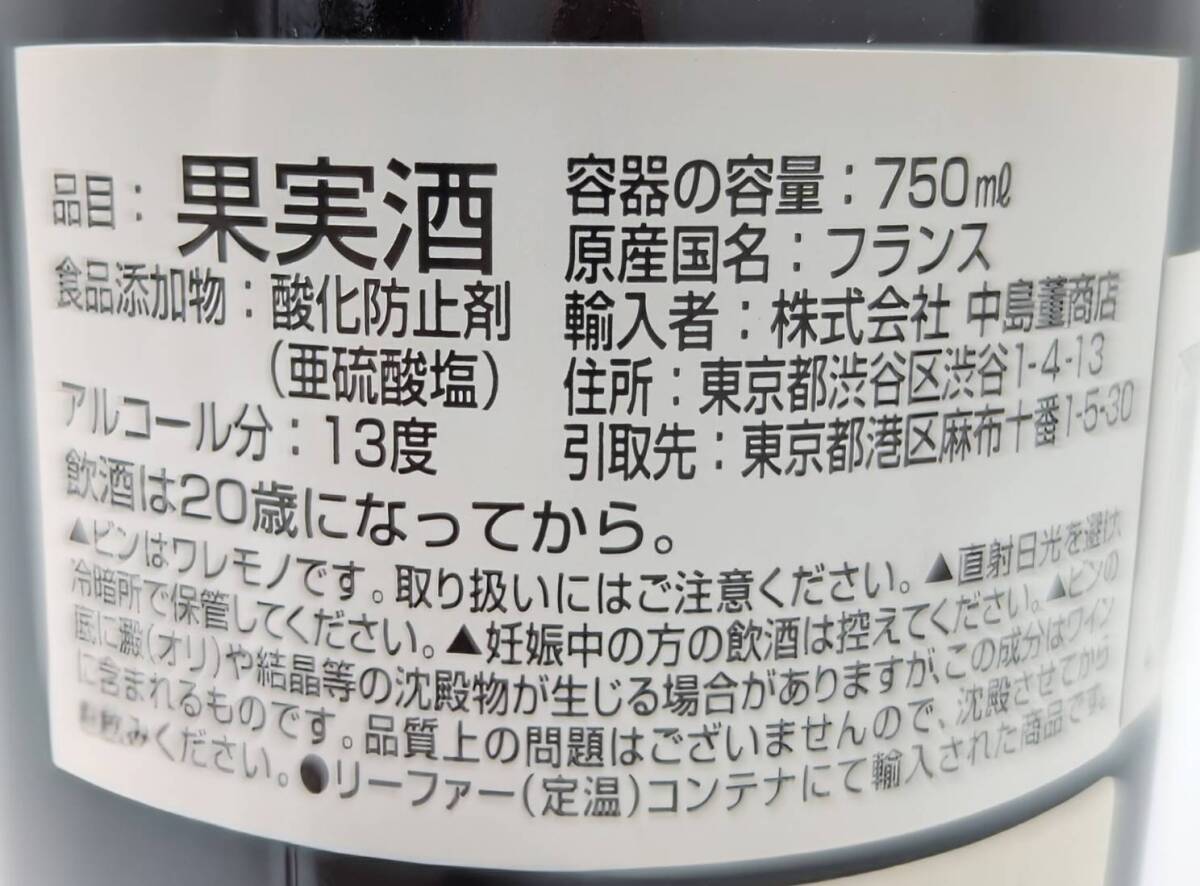 品目：果実酒
食品添加物：酸化防止剤
（亜硫酸塩）
アルコール分：13度
容器の容量：750㎖
原産国名：フランス
輸入者：株式会社 中島董商店
住所：東京都渋谷区渋谷1-4-13
引取先：東京都港区麻布十番1-5-30
飲酒は20歳になってから。
▲ビンはワレモノです。取り扱いにはご注意ください。▲直射日光を避け、
冷暗所で保管してください。▲妊娠中の方の飲酒は控えてください。▲ビンの
底に澱（オリ）や結晶等の沈殿物が生じる場合がありますが、この成分はワイン
に含まれるものです。品質上の問題はございませんので、沈殿させてから
お飲みください。●リーファー（定温）コンテナにて輸入された商品です。